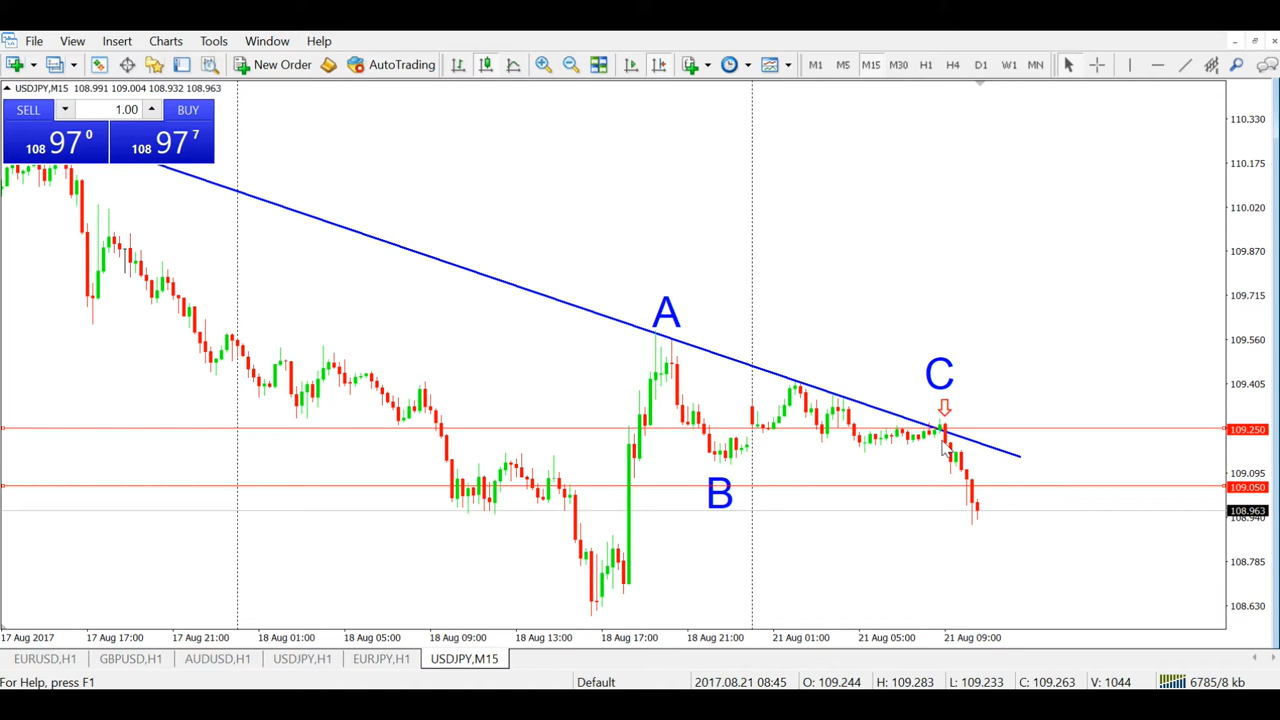 File View Insert Charts Tools Window Help
New Order AutoTrading M1 M5 M15 M30 H1 H4 D1 W1 MN
USDJPY,M15 108.991 109.004 108.932 108.963
SELL 1.00 BUY
108 97 0 108 97 7
110.330
110.175
110.020
109.870
109.715
109.560
109.405
109.250
109.095
109.050
108.963
108.940
108.785
108.630
A
B
C
17 Aug 2017 17 Aug 17:00 17 Aug 21:00 18 Aug 01:00 18 Aug 05:00 18 Aug 09:00 18 Aug 13:00 18 Aug 17:00 18 Aug 21:00 21 Aug 01:00 21 Aug 05:00 21 Aug 09:00
EURUSD,H1 GBPUSD,H1 AUDUSD,H1 USDJPY,H1 EURJPY,H1 USDJPY,M15
For Help, press F1 Default 2017.08.21 08:45 O: 109.244 H: 109.283 L: 109.233 C: 109.263 V: 1044 6785/8 kb